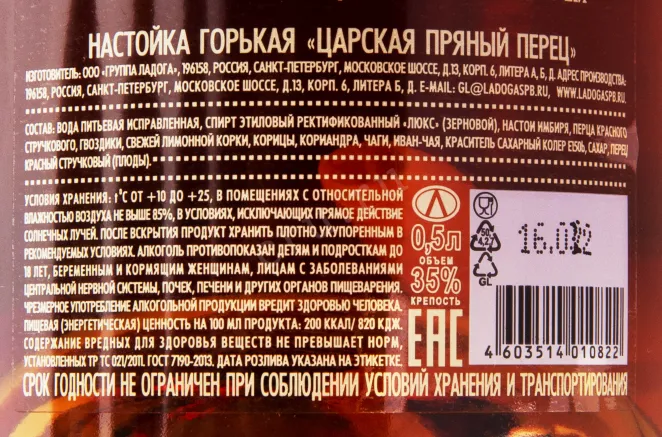 НАСТОЙКА ГОРЬКАЯ «ЦАРСКАЯ ПРЯНЫЙ ПЕРЕЦ»
ИЗГОТОВИТЕЛЬ: ООО «ГРУППА ЛАДОГА», 196158, РОССИЯ, САНКТ-ПЕТЕРБУРГ, МОСКОВСКОЕ ШОССЕ, Д.13, КОРП. 6, ЛИТЕРА А, Б, Д. АДРЕС ПРОИЗВОДСТВА:
196158, РОССИЯ, САНКТ-ПЕТЕРБУРГ, МОСКОВСКОЕ ШОССЕ, Д.13, КОРП. 6, ЛИТЕРА Б, Д. E-MAIL: GL@LADOGASPB.RU, WWW.LADOGASPB.RU.
СОСТАВ: ВОДА ПИТЬЕВАЯ ИСПРАВЛЕННАЯ, СПИРТ ЭТИЛОВЫЙ РЕКТИФИКОВАННЫЙ «ЛЮКС» (ЗЕРНОВОЙ), НАСТОИ ИМБИРЯ, ПЕРЦА КРАСНОГО
СТРУЧКОВОГО, ГВОЗДИКИ, СВЕЖЕЙ ЛИМОННОЙ КОРКИ, КОРИЦЫ, КОРИАНДРА, ЧАГИ, ИВАН-ЧАЯ, КРАСИТЕЛЬ САХАРНЫЙ КОЛЕР Е150b, САХАР, ПЕРЕЦ
КРАСНЫЙ СТРУЧКОВЫЙ (ПЛОДЫ).
УСЛОВИЯ ХРАНЕНИЯ: t°С ОТ +10 ДО +25, В ПОМЕЩЕНИЯХ С ОТНОСИТЕЛЬНОЙ
ВЛАЖНОСТЬЮ ВОЗДУХА НЕ ВЫШЕ 85%, В УСЛОВИЯХ, ИСКЛЮЧАЮЩИХ ПРЯМОЕ ДЕЙСТВИЕ
СОЛНЕЧНЫХ ЛУЧЕЙ. ПОСЛЕ ВСКРЫТИЯ ПРОДУКТ ХРАНИТЬ ПЛОТНО УКУПОРЕННЫМ В
РЕКОМЕНДУЕМЫХ УСЛОВИЯХ. АЛКОГОЛЬ ПРОТИВОПОКАЗАН ДЕТЯМ И ПОДРОСТКАМ ДО
18 ЛЕТ, БЕРЕМЕННЫМ И КОРМЯЩИМ ЖЕНЩИНАМ, ЛИЦАМ С ЗАБОЛЕВАНИЯМИ
ЦЕНТРАЛЬНОЙ НЕРВНОЙ СИСТЕМЫ, ПОЧЕК, ПЕЧЕНИ И ДРУГИХ ОРГАНОВ ПИЩЕВАРЕНИЯ.
ЧРЕЗМЕРНОЕ УПОТРЕБЛЕНИЕ АЛКОГОЛЬНОЙ ПРОДУКЦИИ ВРЕДИТ ЗДОРОВЬЮ ЧЕЛОВЕКА.
ПИЩЕВАЯ (ЭНЕРГЕТИЧЕСКАЯ) ЦЕННОСТЬ НА 100 МЛ ПРОДУКТА: 200 ККАЛ/ 820 КДЖ.
СОДЕРЖАНИЕ ВРЕДНЫХ ДЛЯ ЗДОРОВЬЯ ВЕЩЕСТВ НЕ ПРЕВЫШАЕТ НОРМ,
УСТАНОВЛЕННЫХ ТР ТС 021/2011. ГОСТ 7190-2013. ДАТА РОЗЛИВА УКАЗАНА НА ЭТИКЕТКЕ.
0,5л
ОБЪЕМ
35%
КРЕПОСТЬ
EAC
GL
4 603514 010822
СРОК ГОДНОСТИ НЕ ОГРАНИЧЕН ПРИ СОБЛЮДЕНИИ УСЛОВИЙ ХРАНЕНИЯ И ТРАНСПОРТИРОВАНИЯ